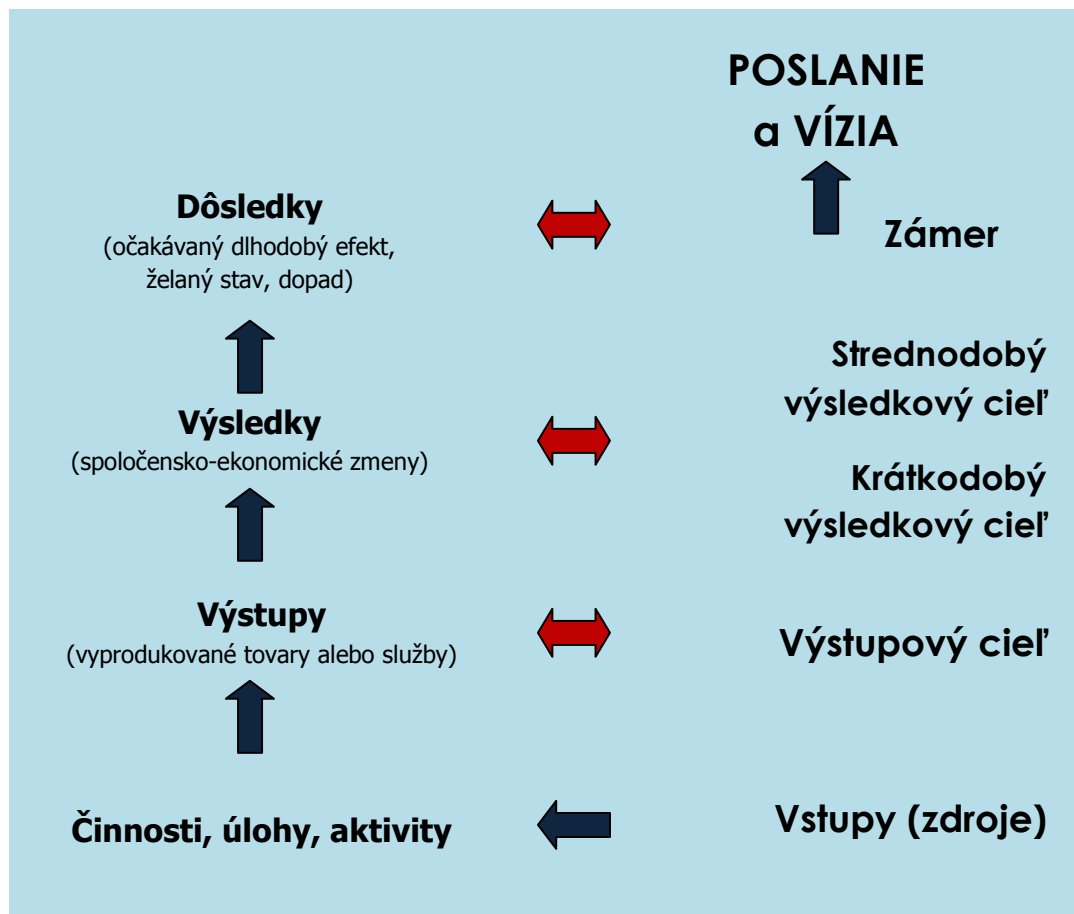 POSLANIE
a VÍZIA
Dôsledky
(očakávaný dlhodobý efekt,
želaný stav, dopad)
Zámer
Strednodobý
výsledkový cieľ
Výsledky
(spoločensko-ekonomické zmeny)
Krátkodobý
výsledkový cieľ
Výstupy
(vyprodukované tovary alebo služby)
Výstupový cieľ
Činnosti, úlohy, aktivity
Vstupy (zdroje)